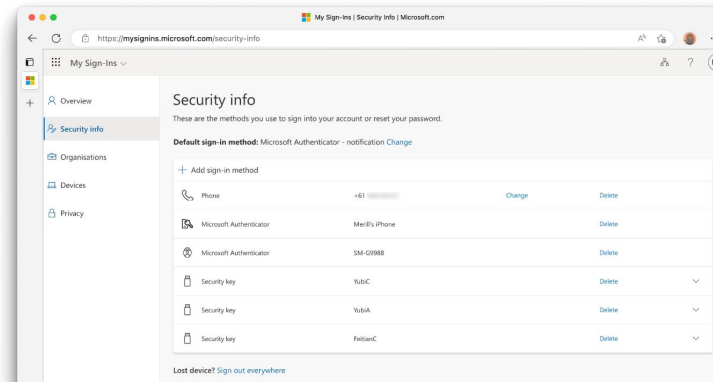 My Sign-Ins | Security Info | Microsoft.com
https://mysignins.microsoft.com/security-info
My Sign-Ins
Overview
Security info
Organisations
Devices
Privacy
Security info
These are the methods you use to sign into your account or reset your password.
Default sign-in method: Microsoft Authenticator - notification Change
+ Add sign-in method
Phone +61 Change Delete
Microsoft Authenticator Merill's iPhone Delete
Microsoft Authenticator SM-G998B Delete
Security key YubiC Delete
Security key YubiA Delete
Security key FeitianC Delete
Lost device? Sign out everywhere